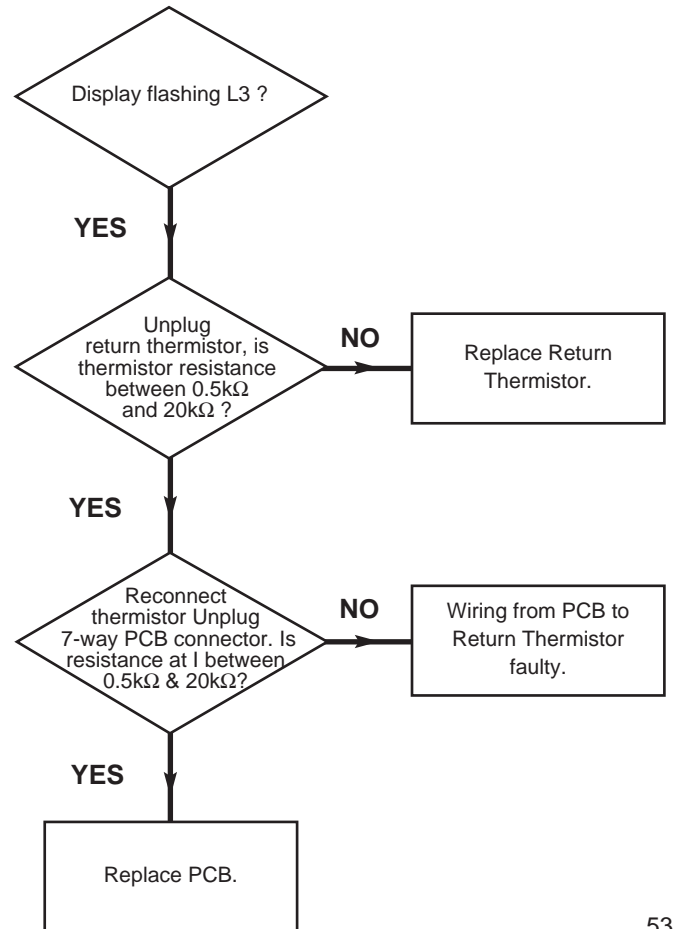 Display flashing L3 ?
YES
Unplug
return thermistor, is
thermistor resistance
between 0.5kΩ
and 20kΩ ?
NO
Replace Return
Thermistor.
YES
Reconnect
thermistor Unplug
7-way PCB connector. Is
resistance at I between
0.5kΩ & 20kΩ?
NO
Wiring from PCB to
Return Thermistor
faulty.
YES
Replace PCB.
53